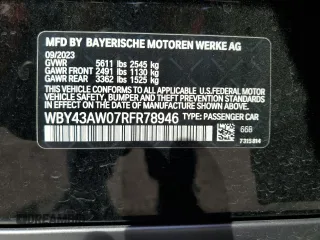 MFD BY BAYERISCHE MOTOREN WERKE AG
09/2023
GVWR 5611 lbs 2545 kg
GAWR FRONT 2491 lbs 1130 kg
GAWR REAR 3362 lbs 1525 kg
THIS VEHICLE CONFORMS TO ALL APPLICABLE
FEDERAL MOTOR VEHICLE SAFETY, BUMPER,
AND THEFT PREVENTION STANDARDS IN EFFECT
ON THE DATE OF MANUFACTURE SHOWN ABOVE.
WBY43AW07RFR78946 TYPE: PASSENGER CAR
668
7315814